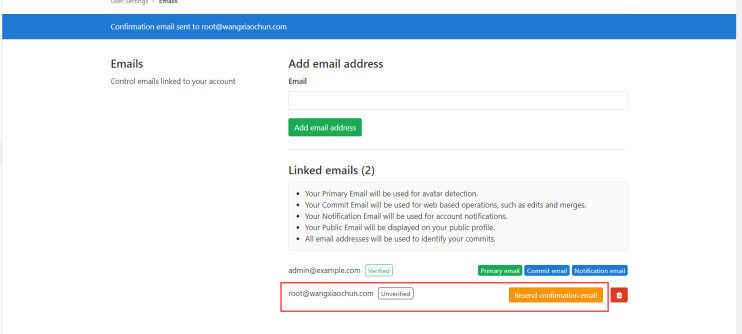 User Settings > Emails
Confirmation email sent to root@wangxiaochun.com
Emails
Control emails linked to your account
Add email address
Email
Add email address
Linked emails (2)
• Your Primary Email will be used for avatar detection.
• Your Commit Email will be used for web based operations, such as edits and merges.
• Your Notification Email will be used for account notifications.
• Your Public Email will be displayed on your public profile.
• All email addresses will be used to identify your commits.
admin@example.com Verified Primary email Commit email Notification email
root@wangxiaochun.com Unverified Resend confirmation email